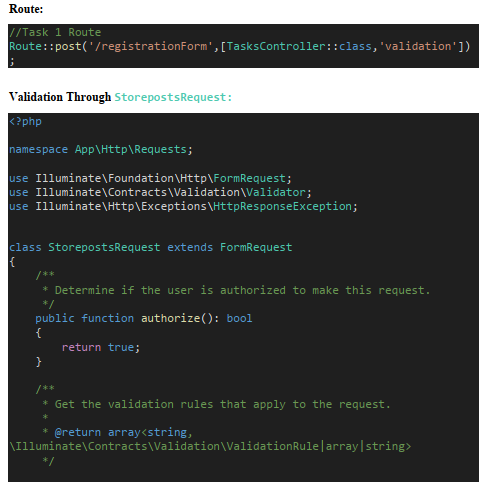 Route:
//Task 1 Route
Route::post('/registrationForm',[TasksController::class,'validation'])
;
Validation Through StorepostsRequest:
<?php
namespace App\Http\Requests;
use Illuminate\Foundation\Http\FormRequest;
use Illuminate\Contracts\Validation\Validator;
use Illuminate\Http\Exceptions\HttpResponseException;
class StorepostsRequest extends FormRequest
{
    /**
     * Determine if the user is authorized to make this request.
     */
    public function authorize(): bool
    {
        return true;
    }
    /**
     * Get the validation rules that apply to the request.
     *
     * @return array<string,
\Illuminate\Contracts\Validation\ValidationRule|array|string>
     */